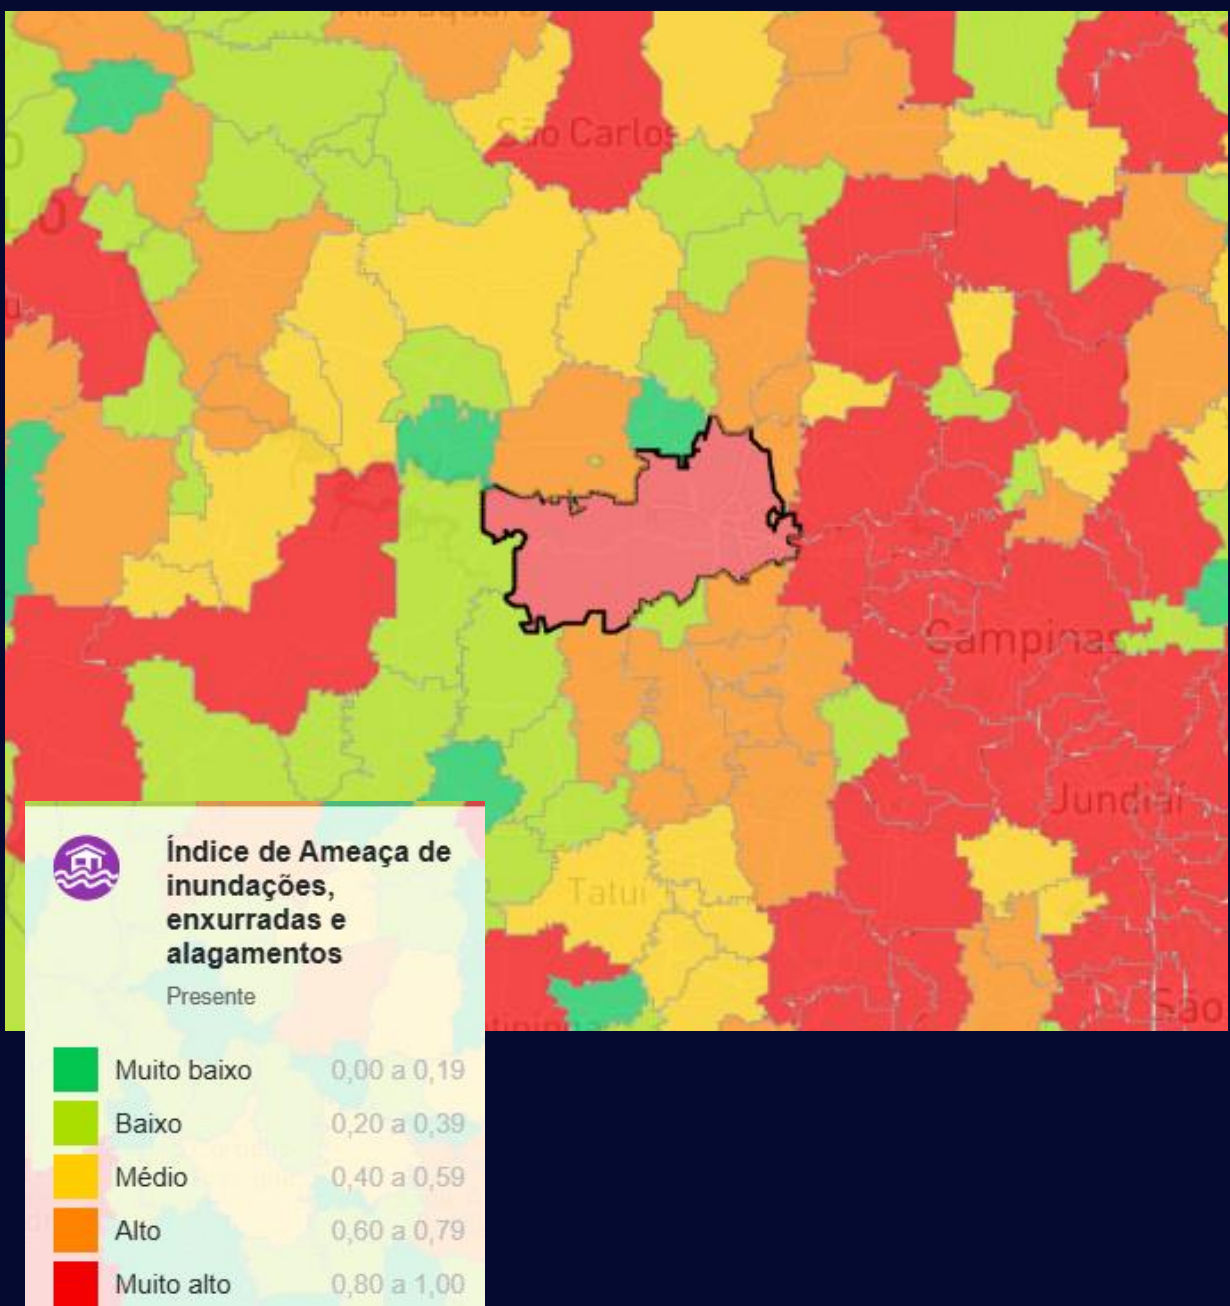 Araraquara
São Carlos
Campinas
Jundiaí
Tatuí
São
Índice de Ameaça de
inundações,
enxurradas e
alagamentos
Presente
Muito baixo 0,00 a 0,19
Baixo 0,20 a 0,39
Médio 0,40 a 0,59
Alto 0,60 a 0,79
Muito alto 0,80 a 1,00